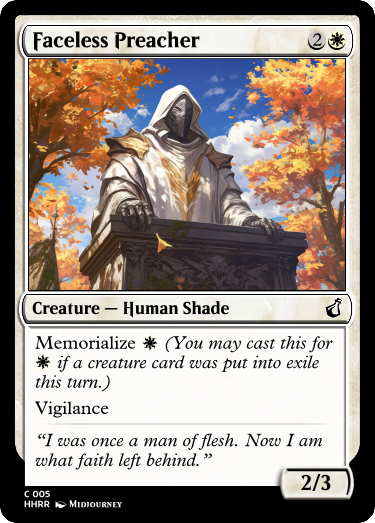 Faceless Preacher 2
Creature — Human Shade
Memorialize (You may cast this for
if a creature card was put into exile
this turn.)
Vigilance
“I was once a man of flesh. Now I am
what faith left behind.”
2/3
C 005
HHRR Midjourney